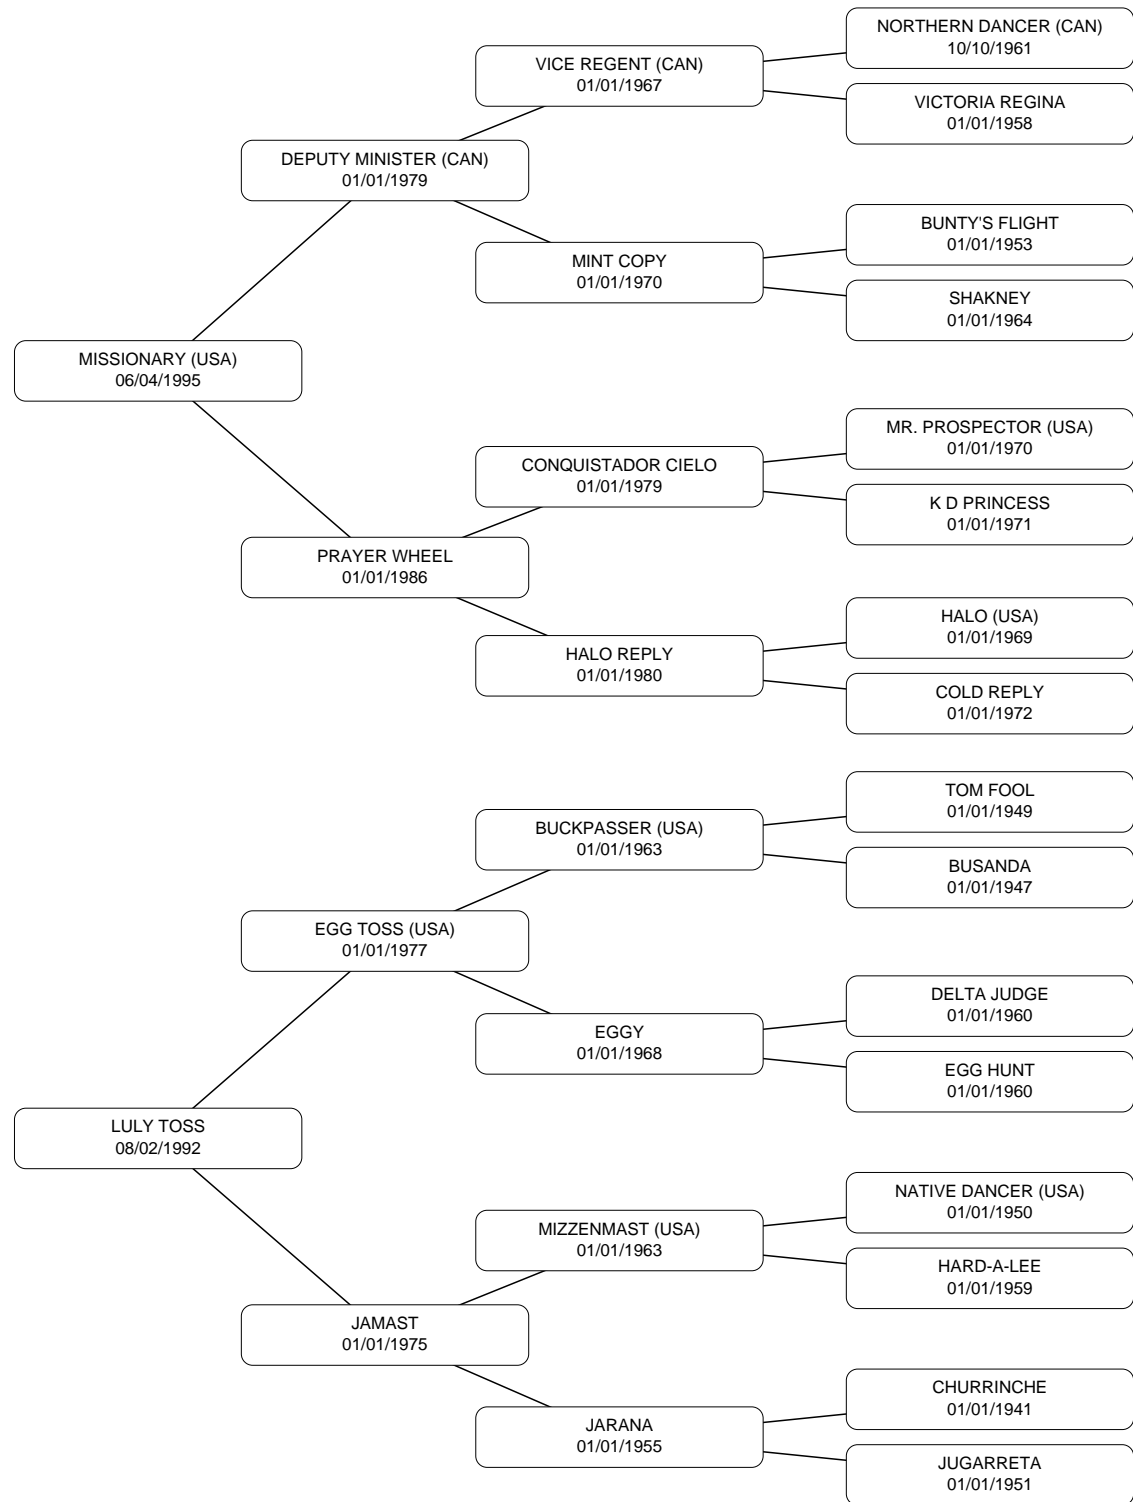 NORTHERN DANCER (CAN)
10/10/1961
VICE REGENT (CAN)
01/01/1967
VICTORIA REGINA
01/01/1958
DEPUTY MINISTER (CAN)
01/01/1979
BUNTY'S FLIGHT
01/01/1953
MINT COPY
01/01/1970
SHAKNEY
01/01/1964
MISSIONARY (USA)
06/04/1995
MR. PROSPECTOR (USA)
01/01/1970
CONQUISTADOR CIELO
01/01/1979
K D PRINCESS
01/01/1971
PRAYER WHEEL
01/01/1986
HALO (USA)
01/01/1969
HALO REPLY
01/01/1980
COLD REPLY
01/01/1972
TOM FOOL
01/01/1949
BUCKPASSER (USA)
01/01/1963
BUSANDA
01/01/1947
EGG TOSS (USA)
01/01/1977
DELTA JUDGE
01/01/1960
EGGY
01/01/1968
EGG HUNT
01/01/1960
LULY TOSS
08/02/1992
NATIVE DANCER (USA)
01/01/1950
MIZZENMAST (USA)
01/01/1963
HARD-A-LEE
01/01/1959
JAMAST
01/01/1975
CHURRINCHE
01/01/1941
JARANA
01/01/1955
JUGARRETA
01/01/1951